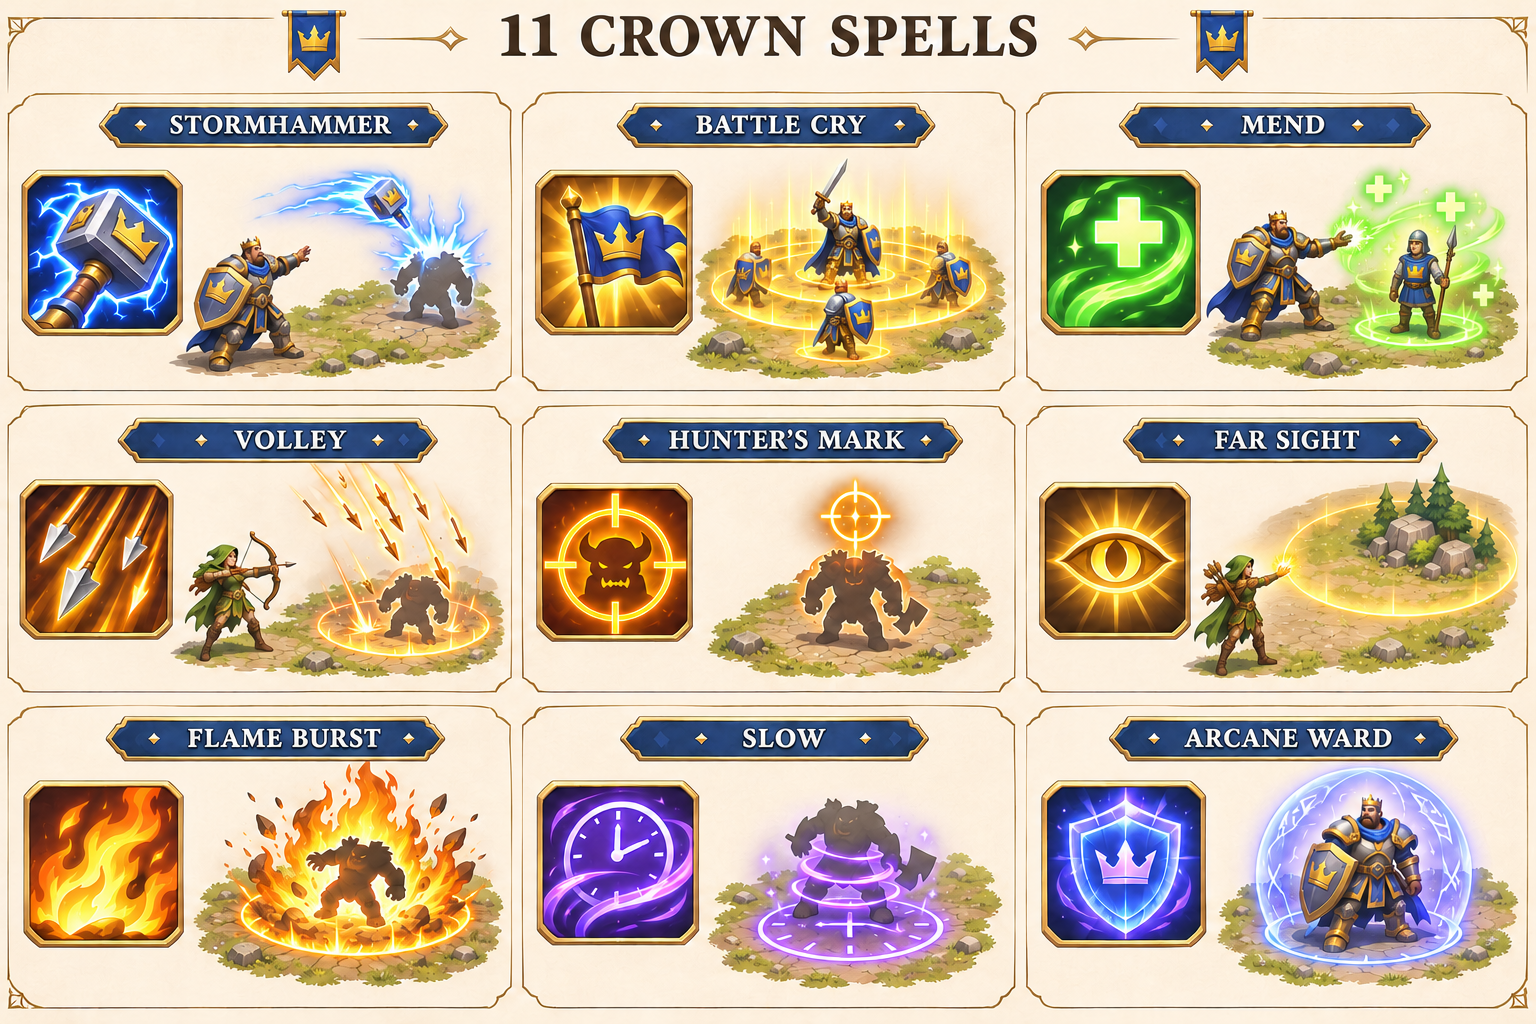 11 CROWN SPELLS
STORMHAMMER
BATTLE CRY
MEND
VOLLEY
HUNTER'S MARK
FAR SIGHT
FLAME BURST
SLOW
ARCANE WARD